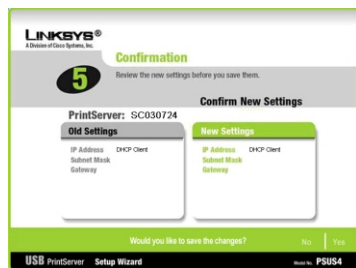 LINKSYS®
A Division of Cisco Systems, Inc.
Confirmation
5
Review the new settings before you save them.
Confirm New Settings
PrintServer: SC030724
Old Settings
IP Address DHCP Client
Subnet Mask
Gateway
New Settings
IP Address DHCP Client
Subnet Mask
Gateway
Would you like to save the changes?
No
Yes
USB PrintServer Setup Wizard
Model No. PSUS4